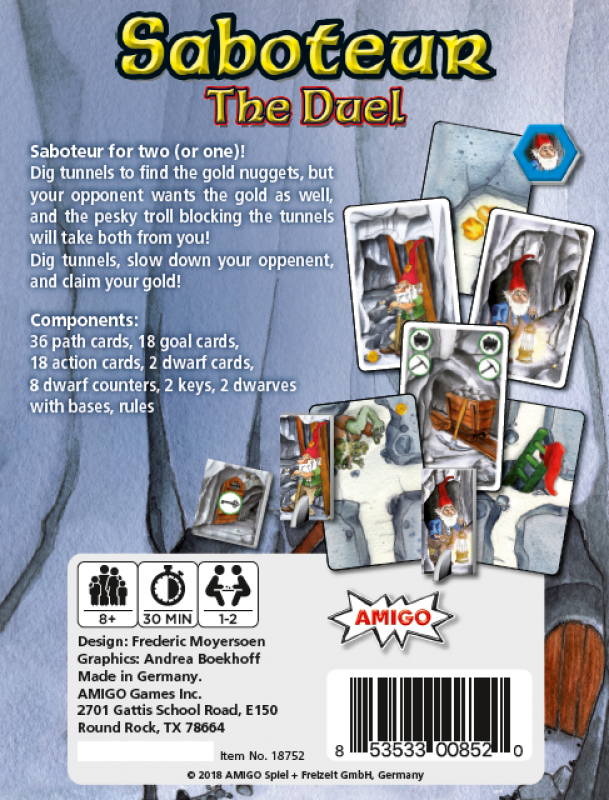 Saboteur
The Duel
Saboteur for two (or one)!
Dig tunnels to find the gold nuggets, but
your opponent wants the gold as well,
and the pesky troll blocking the tunnels
will take both from you!
Dig tunnels, slow down your oppenent,
and claim your gold!
Components:
36 path cards, 18 goal cards,
18 action cards, 2 dwarf cards,
8 dwarf counters, 2 keys, 2 dwarves
with bases, rules
8+
30 MIN
1-2
AMIGO
Design: Frederic Moyersoen
Graphics: Andrea Boekhoff
Made in Germany.
AMIGO Games Inc.
2701 Gattis School Road, E150
Round Rock, TX 78664
Item No. 18752
8 53533 00852 0
© 2018 AMIGO Spiel + Freizeit GmbH, Germany